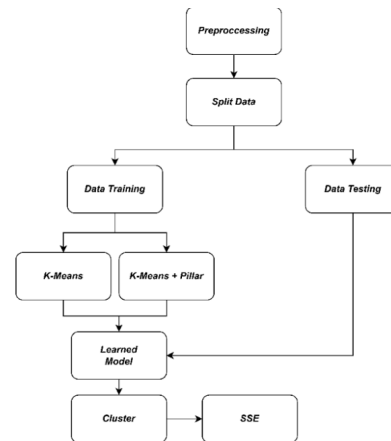 Preproccessing
Split Data
Data Training
Data Testing
K-Means
K-Means + Pillar
Learned
Model
Cluster
SSE